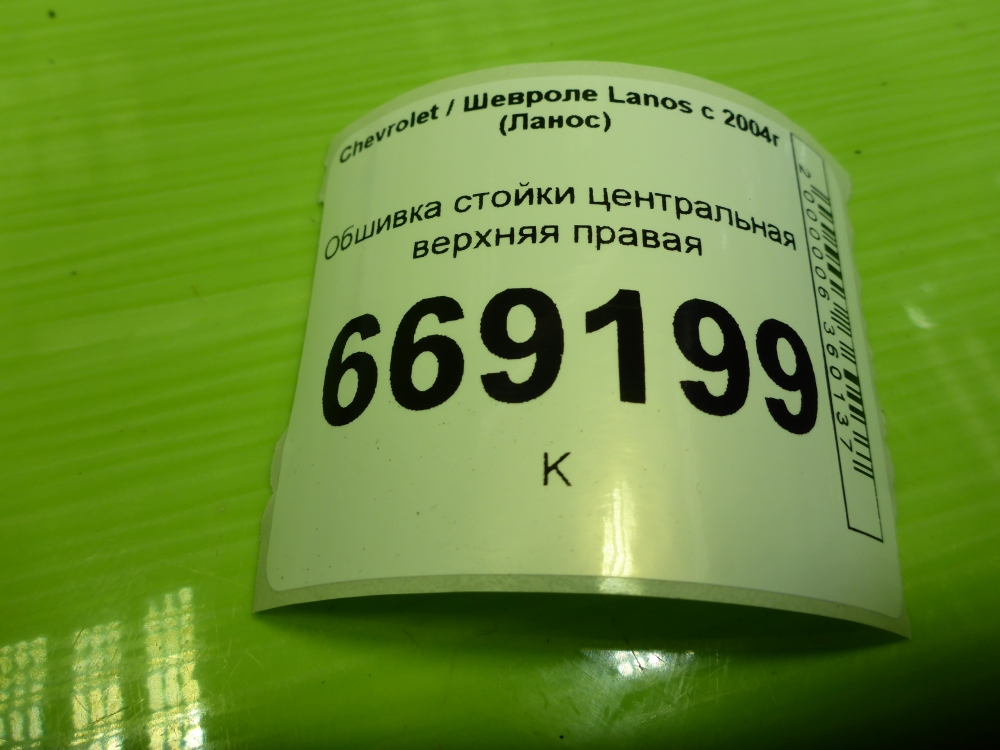 Chevrolet / Шевроле Lanos с 2004г
(Ланос)
Обшивка стойки центральная
верхняя правая
669199
К
2000006360137